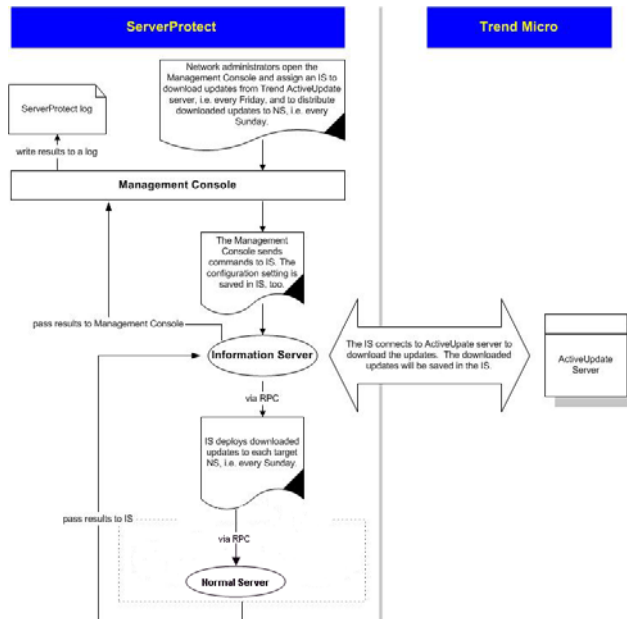 ServerProtect
Trend Micro
Network administrators open the
Management Console and assign an IS to
download updates from Trend ActiveUpdate
server, i.e. every Friday, and to distribute
downloaded updates to NS, i.e. every
Sunday.
ServerProtect log
write results to a log
Management Console
The Management
Console sends
commands to IS. The
configuration setting is
saved in IS, too.
pass results to Management Console
Information Server
The IS connects to ActiveUpate server to
download the updates. The downloaded
updates will be saved in the IS.
ActiveUpdate
Server
via RPC
IS deploys downloaded
updates to each target
NS, i.e. every Sunday.
pass results to IS
via RPC
Normal Server